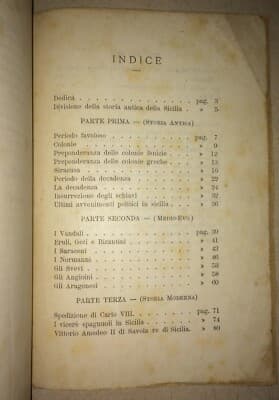 INDICE
Dedica . . . . . . . . . . . pag. 3
Divisione della storia antica della Sicilia . » 5
PARTE PRIMA — (STORIA ANTICA)
Periodo favoloso . . . . . . . . pag. 7
Colonie . . . . . . . . . . . » 9
Preponderanza delle colonie fenicie . . . » 12
Preponderanza delle colonie greche . . . » 13
Siracusa . . . . . . . . . . . » 16
Periodo della decadenza . . . . . . » 22
La decadenza . . . . . . . . . » 24
Insurrezione degli schiavi . . . . . . » 32
Ultimi avvenimenti politici in sicilia . . . » 36
PARTE SECONDA — (MEDIO-EVO)
I Vandali . . . . . . . . . . pag. 39
Eruli, Goti e Bizantini . . . . . . . » 41
I Saraceni . . . . . . . . . . » 43
I Normanni . . . . . . . . . . » 46
Gli Svevi . . . . . . . . . . » 58
Gli Angioini . . . . . . . . . » 58
Gli Aragonesi . . . . . . . . . » 60
PARTE TERZA — (STORIA MODERNA)
Spedizione di Carlo VIII. . . . . . . pag. 71
I vicerè spagnuoli in Sicilia . . . . . » 74
Vittorio Amedeo II di Savoia re di Sicilia. . » 80